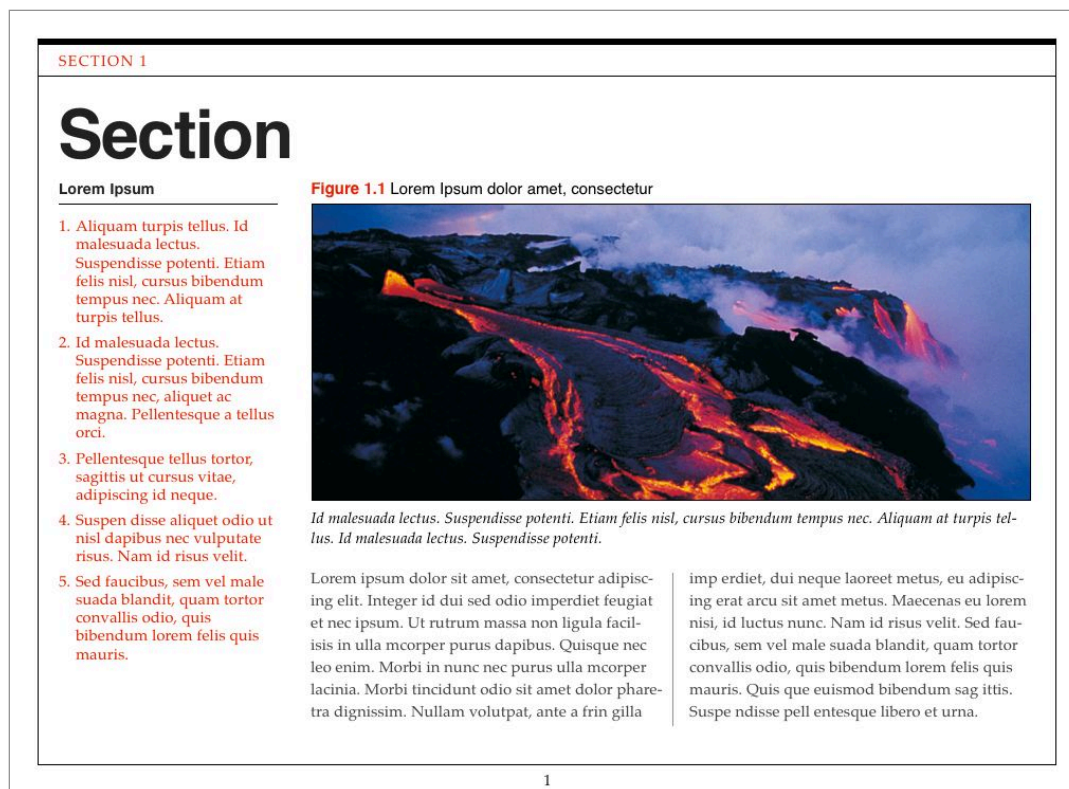 SECTION 1
Section
Lorem Ipsum
1. Aliquam turpis tellus. Id
malesuada lectus.
Suspendisse potenti. Etiam
felis nisl, cursus bibendum
tempus nec. Aliquam at
turpis tellus.
2. Id malesuada lectus.
Suspendisse potenti. Etiam
felis nisl, cursus bibendum
tempus nec, aliquet ac
magna. Pellentesque a tellus
orci.
3. Pellentesque tellus tortor,
sagittis ut cursus vitae,
adipiscing id neque.
4. Suspen disse aliquet odio ut
nisl dapibus nec vulputate
risus. Nam id risus velit.
5. Sed faucibus, sem vel male
suada blandit, quam tortor
convallis odio, quis
bibendum lorem felis quis
mauris.
Figure 1.1 Lorem Ipsum dolor amet, consectetur
Id malesuada lectus. Suspendisse potenti. Etiam felis nisl, cursus bibendum tempus nec. Aliquam at turpis tel-
lus. Id malesuada lectus. Suspendisse potenti.
Lorem ipsum dolor sit amet, consectetur adipisc-
ing elit. Integer id dui sed odio imperdiet feugiat
et nec ipsum. Ut rutrum massa non ligula facil-
isis in ulla mcorper purus dapibus. Quisque nec
leo enim. Morbi in nunc nec purus ulla mcorper
lacinia. Morbi tincidunt odio sit amet dolor phare-
tra dignissim. Nullam volutpat, ante a frin gilla
imp erdiet, dui neque laoreet metus, eu adipisc-
ing erat arcu sit amet metus. Maecenas eu lorem
nisi, id luctus nunc. Nam id risus velit. Sed fau-
cibus, sem vel male suada blandit, quam tortor
convallis odio, quis bibendum lorem felis quis
mauris. Quis que euismod bibendum sag ittis.
Suspe ndisse pell entesque libero et urna.
1